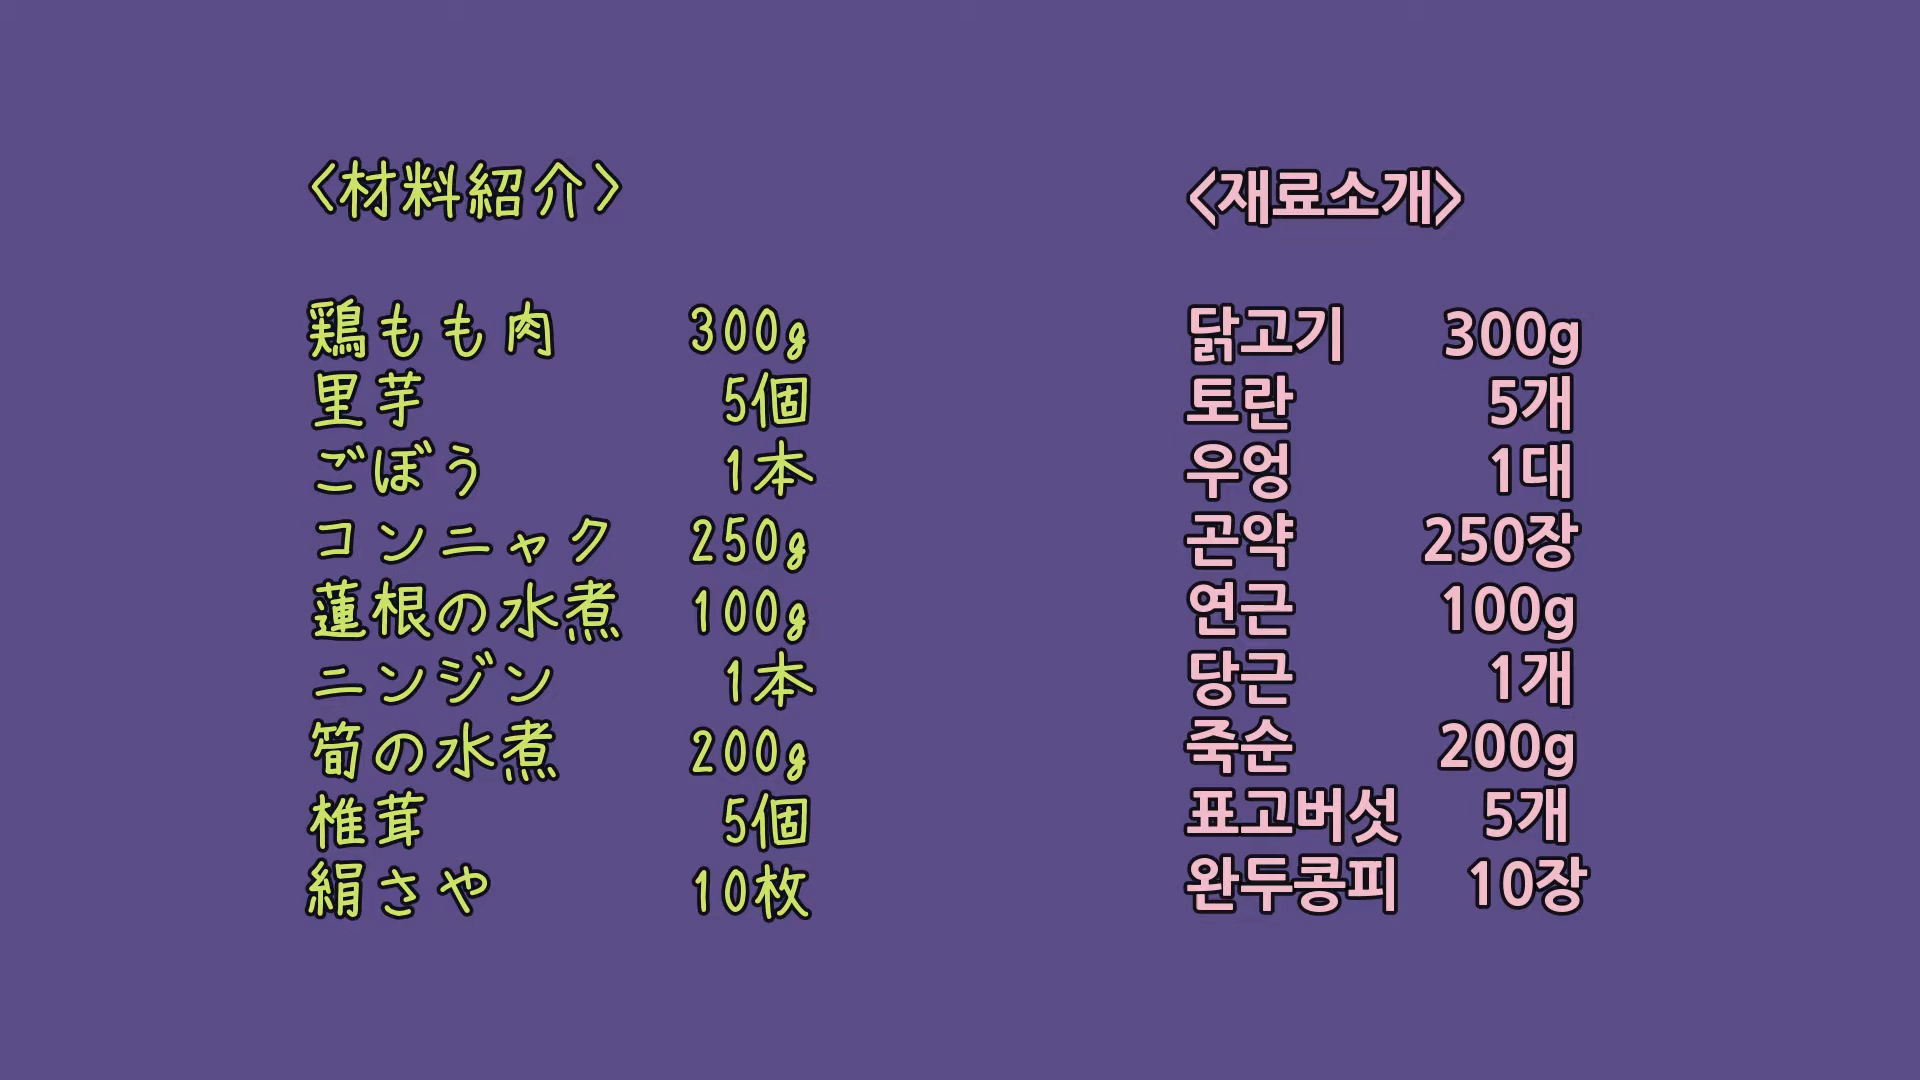 〈材料紹介〉
鶏もも肉 300g
里芋 5個
ごぼう 1本
コンニャク 250g
蓮根の水煮 100g
ニンジン 1本
筍の水煮 200g
椎茸 5個
絹さや 10枚
〈재료소개〉
닭고기 300g
토란 5개
우엉 1대
곤약 250장
연근 100g
당근 1개
죽순 200g
표고버섯 5개
완두콩피 10장